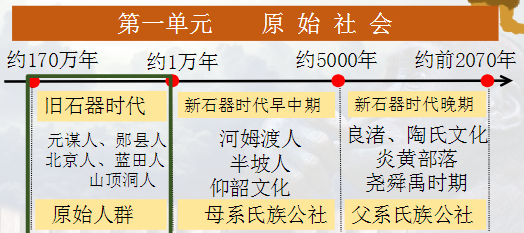 第一单元 原始社会
约170万年 约1万年 约5000年 约前2070年
旧石器时代 新石器时代早中期 新石器时代晚期
元谋人、郧县人
北京人、蓝田人
山顶洞人
河姆渡人
半坡人
仰韶文化
良渚、陶氏文化
炎黄部落
尧舜禹时期
原始人群 母系氏族公社 父系氏族公社